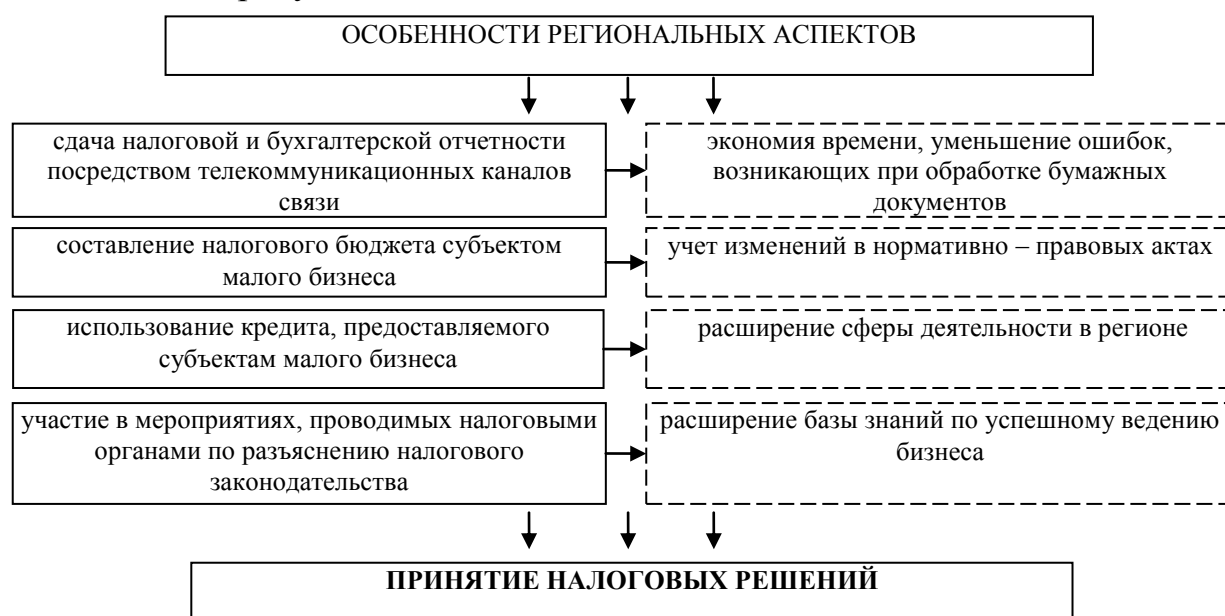 ОСОБЕННОСТИ РЕГИОНАЛЬНЫХ АСПЕКТОВ
сдача налоговой и бухгалтерской отчетности
посредством телекоммуникационных каналов
связи
экономия времени, уменьшение ошибок,
возникающих при обработке бумажных
документов
составление налогового бюджета субъектом
малого бизнеса
учет изменений в нормативно – правовых актах
использование кредита, предоставляемого
субъектам малого бизнеса
расширение сферы деятельности в регионе
участие в мероприятиях, проводимых налоговыми
органами по разъяснению налогового
законодательства
расширение базы знаний по успешному ведению
бизнеса
ПРИНЯТИЕ НАЛОГОВЫХ РЕШЕНИЙ